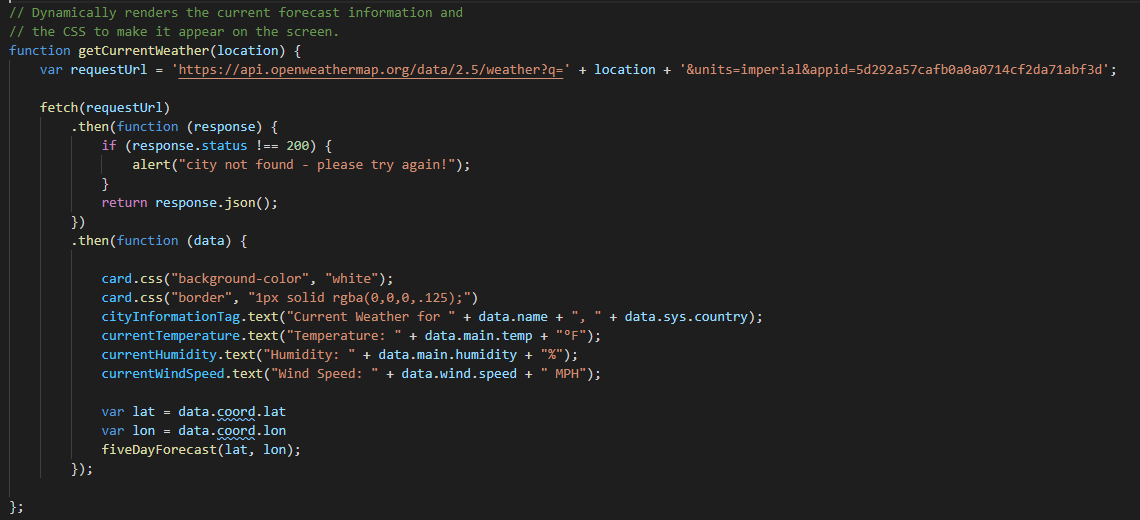 // Dynamically renders the current forecast information and
// the CSS to make it appear on the screen.
function getCurrentWeather(location) {
var requestUrl = 'https://api.openweathermap.org/data/2.5/weather?q=' + location + '&units=imperial&appid=5d292a57cafb0a0a0714cf2da71abf3d';
fetch(requestUrl)
.then(function (response) {
if (response.status !== 200) {
alert("city not found - please try again!");
}
return response.json();
})
.then(function (data) {
card.css("background-color", "white");
card.css("border", "1px solid rgba(0,0,0,.125);")
cityInformationTag.text("Current Weather for " + data.name + ", " + data.sys.country);
currentTemperature.text("Temperature: " + data.main.temp + "°F");
currentHumidity.text("Humidity: " + data.main.humidity + "%");
currentWindSpeed.text("Wind Speed: " + data.wind.speed + " MPH");
var lat = data.coord.lat
var lon = data.coord.lon
fiveDayForecast(lat, lon);
});
};